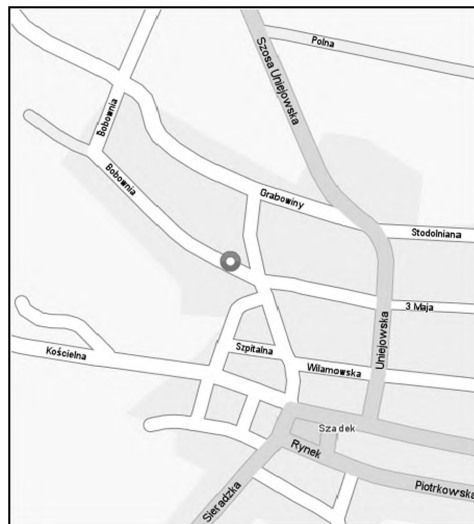 Polna
Szosa Uniejowska
Bobownia
Bobownia
Grabowiny
Stodolniana
3 Maja
Uniejowska
Szpitalna
Kościelna
Wilamowska
Szadek
Rynek
Piotrkowska
Sieradzka